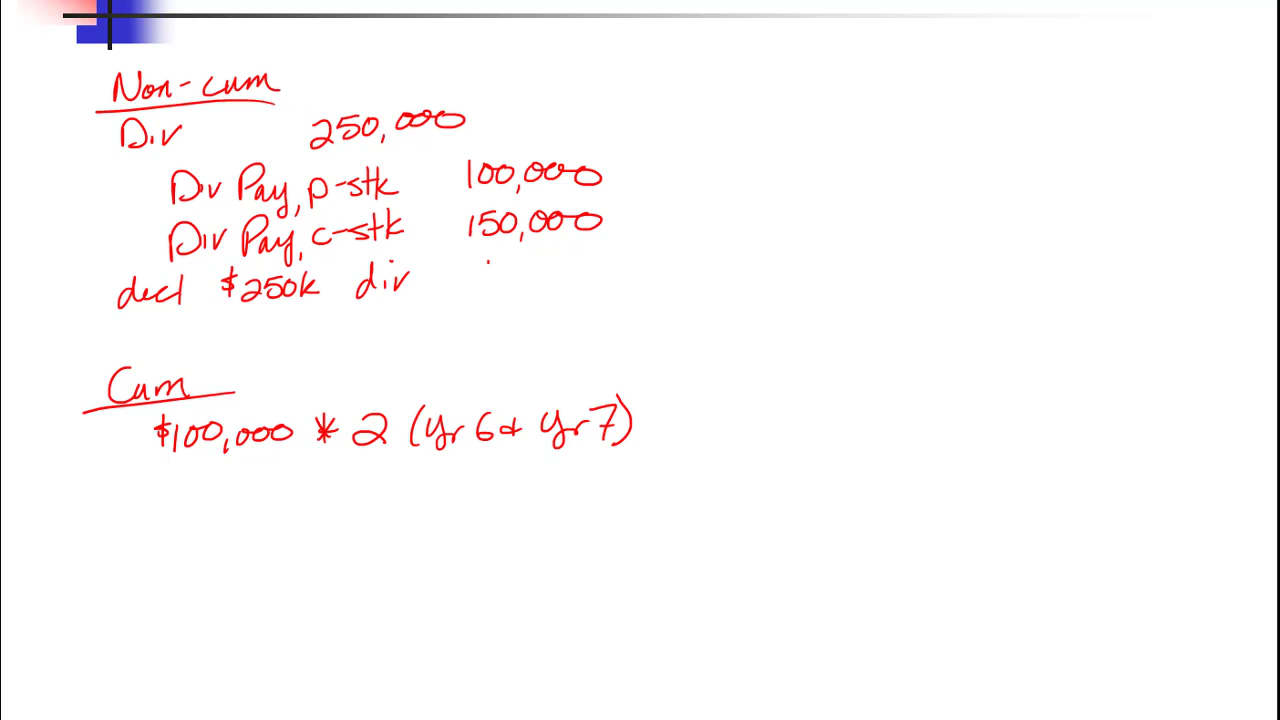 Non-cum
Div 250,000
Div Pay, p-stk 100,000
Div Pay, c-stk 150,000
decl $250k div
Cum
$100,000 * 2 (yr 6 & yr 7)